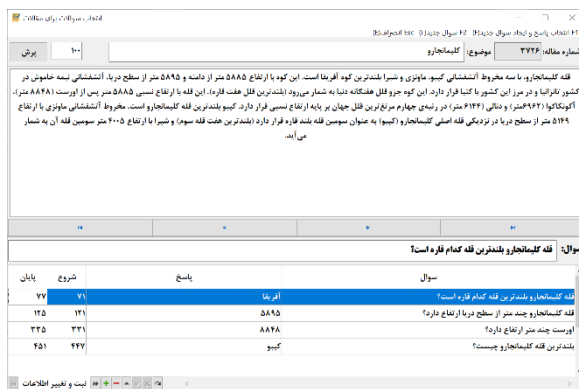 انتخاب سوالات برای مقالات
F1 انتخاب پاسخ و ایجاد سوال جدید(F) F2 سوال جدید(I) Esc انصراف(E)
شماره مقاله: ۳۷۲۶ موضوع: کلیمانجارو ۱۰۰ پرش
قله کلیمانجارو، با سه مخروط آتشفشانی کیبو، ماونزی و شیرا بلندترین کوه آفریقا است. این کوه با ارتفاع ۵۸۸۵ متر از دامنه و ۵۸۹۵ متر از سطح دریا، آتشفشانی نیمه خاموش در
کشور تانزانیا و در مرز این کشور با کنیا قرار دارد. این کوه جزو قلل هفتگانه دنیا به شمار می‌رود (بلندترین قلل هفت قاره). این قله با ارتفاع نسبی ۵۸۸۵ متر پس از اورست (۸۸۴۸ متر)،
آکونکاگوا (۶۹۶۲متر) و دنالی (۶۱۴۴ متر) در رتبه‌ی چهارم مرتفع‌ترین قلل جهان بر پایه ارتفاع نسبی قرار دارد. کیبو بلندترین قله کلیمانجارو است. مخروط آتشفشانی ماونزی با ارتفاع
۵۱۴۹ متر از سطح دریا در نزدیکی قله اصلی کلیمانجارو (کیبو) به عنوان سومین قله بلند قاره قرار دارد (بلندترین هفت قله سوم) و شیرا با ارتفاع ۴۰۰۵ متر سومین قله آن به شمار
می‌آید.
سوال: قله کلیمانجارو بلندترین قله کدام قاره است؟
سوال پاسخ شروع پایان
قله کلیمانجارو بلندترین قله کدام قاره است؟ آفریقا ۷۱ ۷۷
قله کلیمانجارو چند متر از سطح دریا ارتفاع دارد؟ ۵۸۹۵ ۱۲۱ ۱۲۵
اورست چند متر ارتفاع دارد؟ ۸۸۴۸ ۳۳۱ ۳۳۵
بلندترین قله کلیمانجارو چیست؟ کیبو ۴۴۷ ۴۵۱
ثبت و تغییر اطلاعات